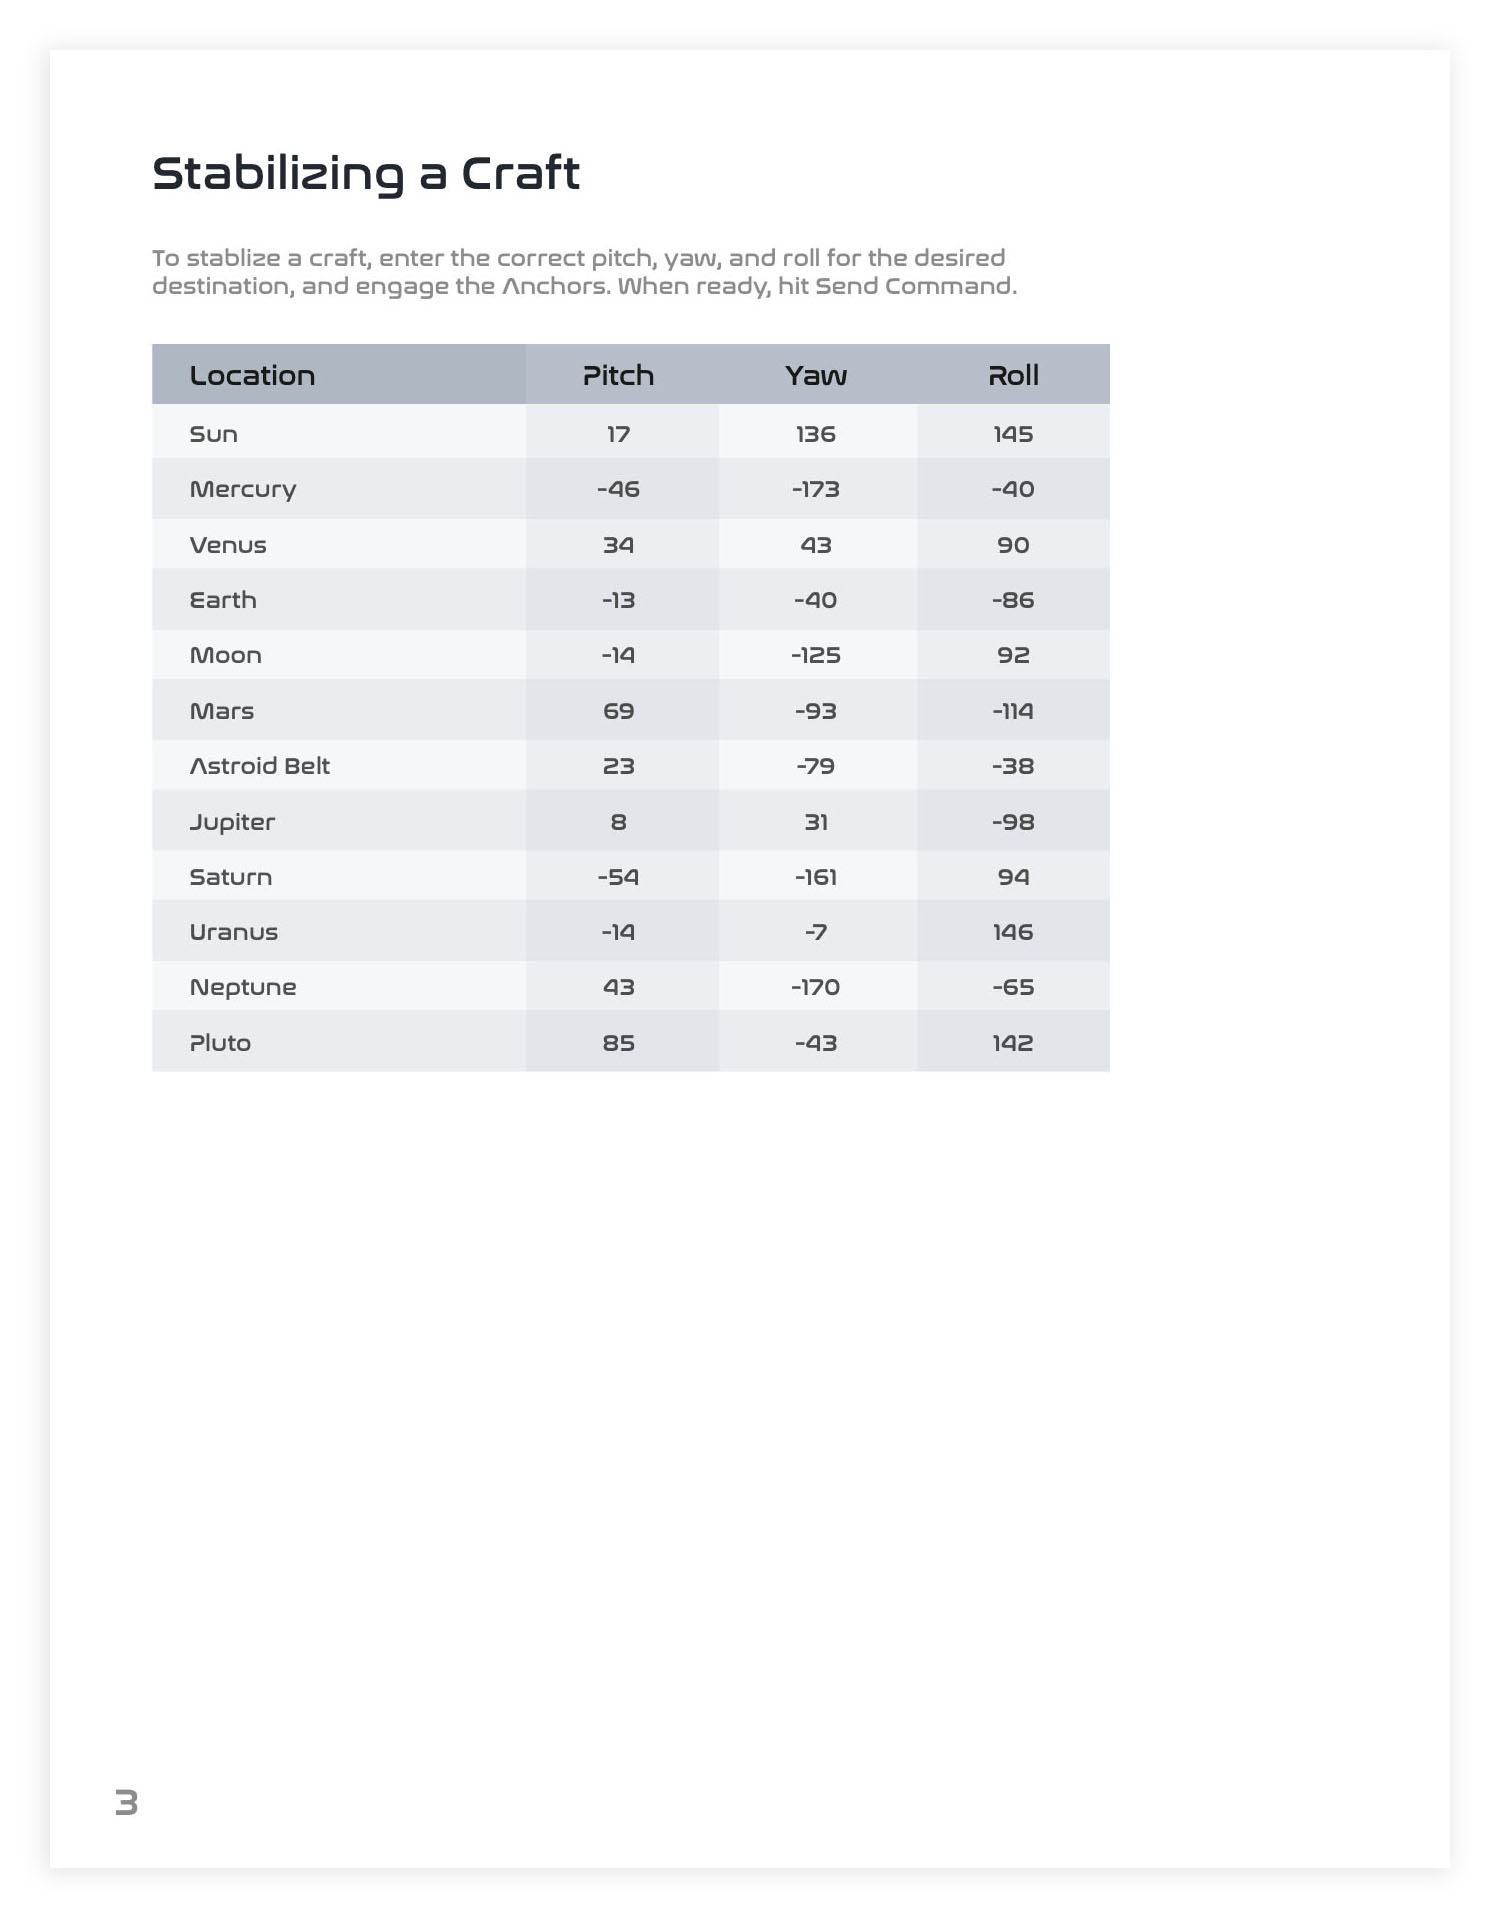 Stabilizing a Craft
To stablize a craft, enter the correct pitch, yaw, and roll for the desired
destination, and engage the Anchors. When ready, hit Send Command.
Location Pitch Yaw Roll
Sun 17 136 145
Mercury -46 -173 -40
Venus 34 43 90
Earth -13 -40 -86
Moon -14 -125 92
Mars 69 -93 -114
Astroid Belt 23 -79 -38
Jupiter 8 31 -98
Saturn -54 -161 94
Uranus -14 -7 146
Neptune 43 -170 -65
Pluto 85 -43 142
3